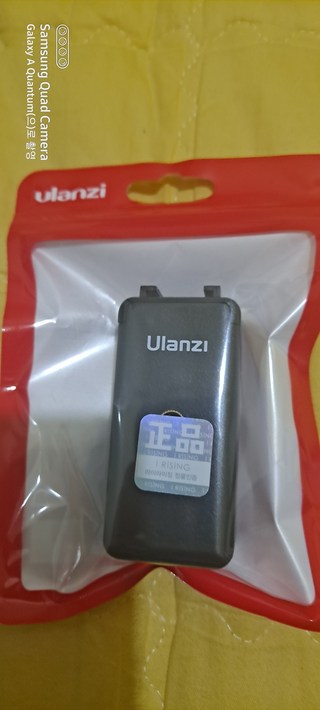 Samsung Quad Camera
Galaxy A Quantum(으)로 촬영
ulanzi
Ulanzi
正品